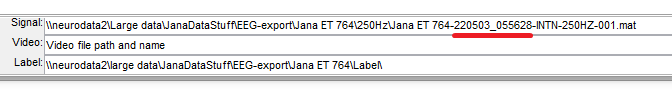 Signal: \\neurodata2\Large data\JanaDataStuff\EEG-export\Jana ET 764\250Hz\Jana ET 764-220503_055628-INTN-250HZ-001.mat
Video: Video file path and name
Label: \\neurodata2\large data\JanaDataStuff\EEG-export\Jana ET 764\Label\